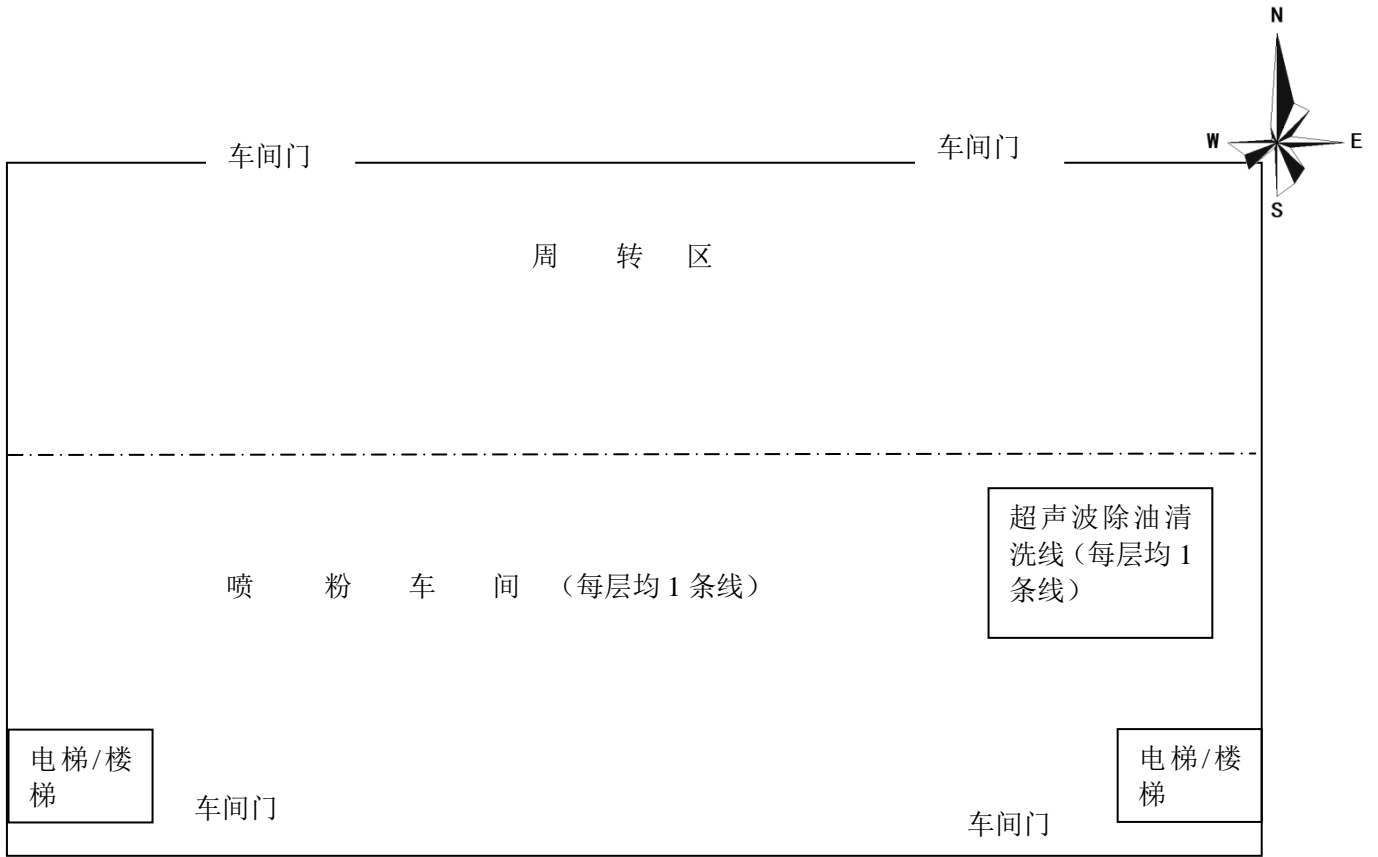 N
车间门
车间门
W
E
S
周 转 区
超声波除油清
洗线（每层均 1
条线）
喷 粉 车 间 （每层均 1 条线）
电梯/楼
梯
电梯/楼
梯
车间门
车间门